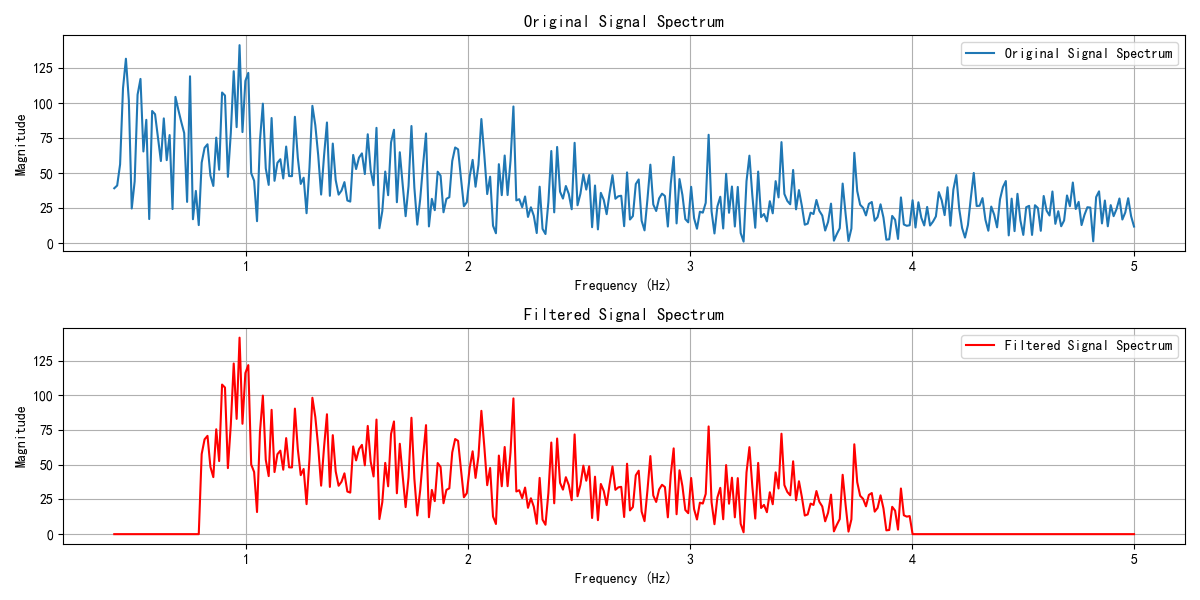 Original Signal Spectrum
Original Signal Spectrum
Magnitude
125
100
75
50
25
0
1
2
3
4
5
Frequency (Hz)
Filtered Signal Spectrum
Filtered Signal Spectrum
Magnitude
125
100
75
50
25
0
1
2
3
4
5
Frequency (Hz)